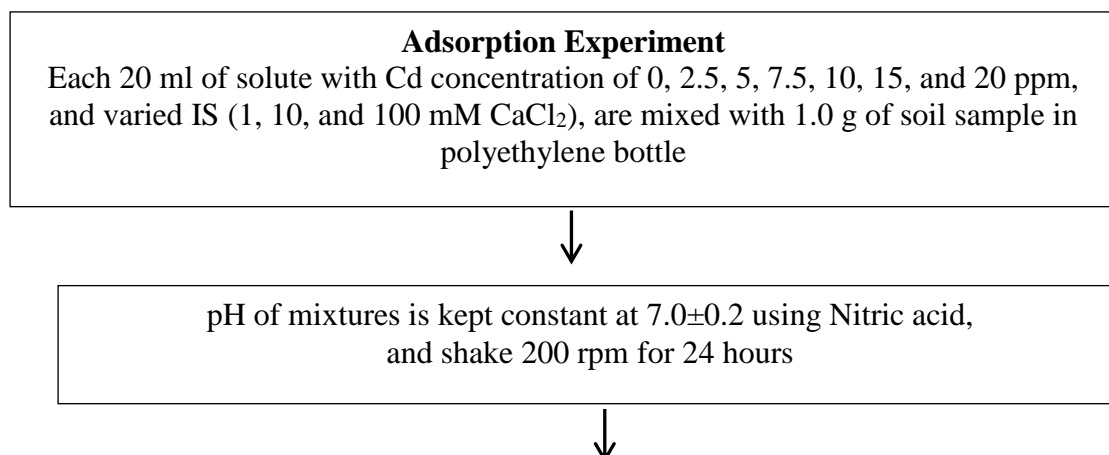 Adsorption Experiment
Each 20 ml of solute with Cd concentration of 0, 2.5, 5, 7.5, 10, 15, and 20 ppm,
and varied IS (1, 10, and 100 mM CaCl₂), are mixed with 1.0 g of soil sample in
polyethylene bottle
pH of mixtures is kept constant at 7.0±0.2 using Nitric acid,
and shake 200 rpm for 24 hours